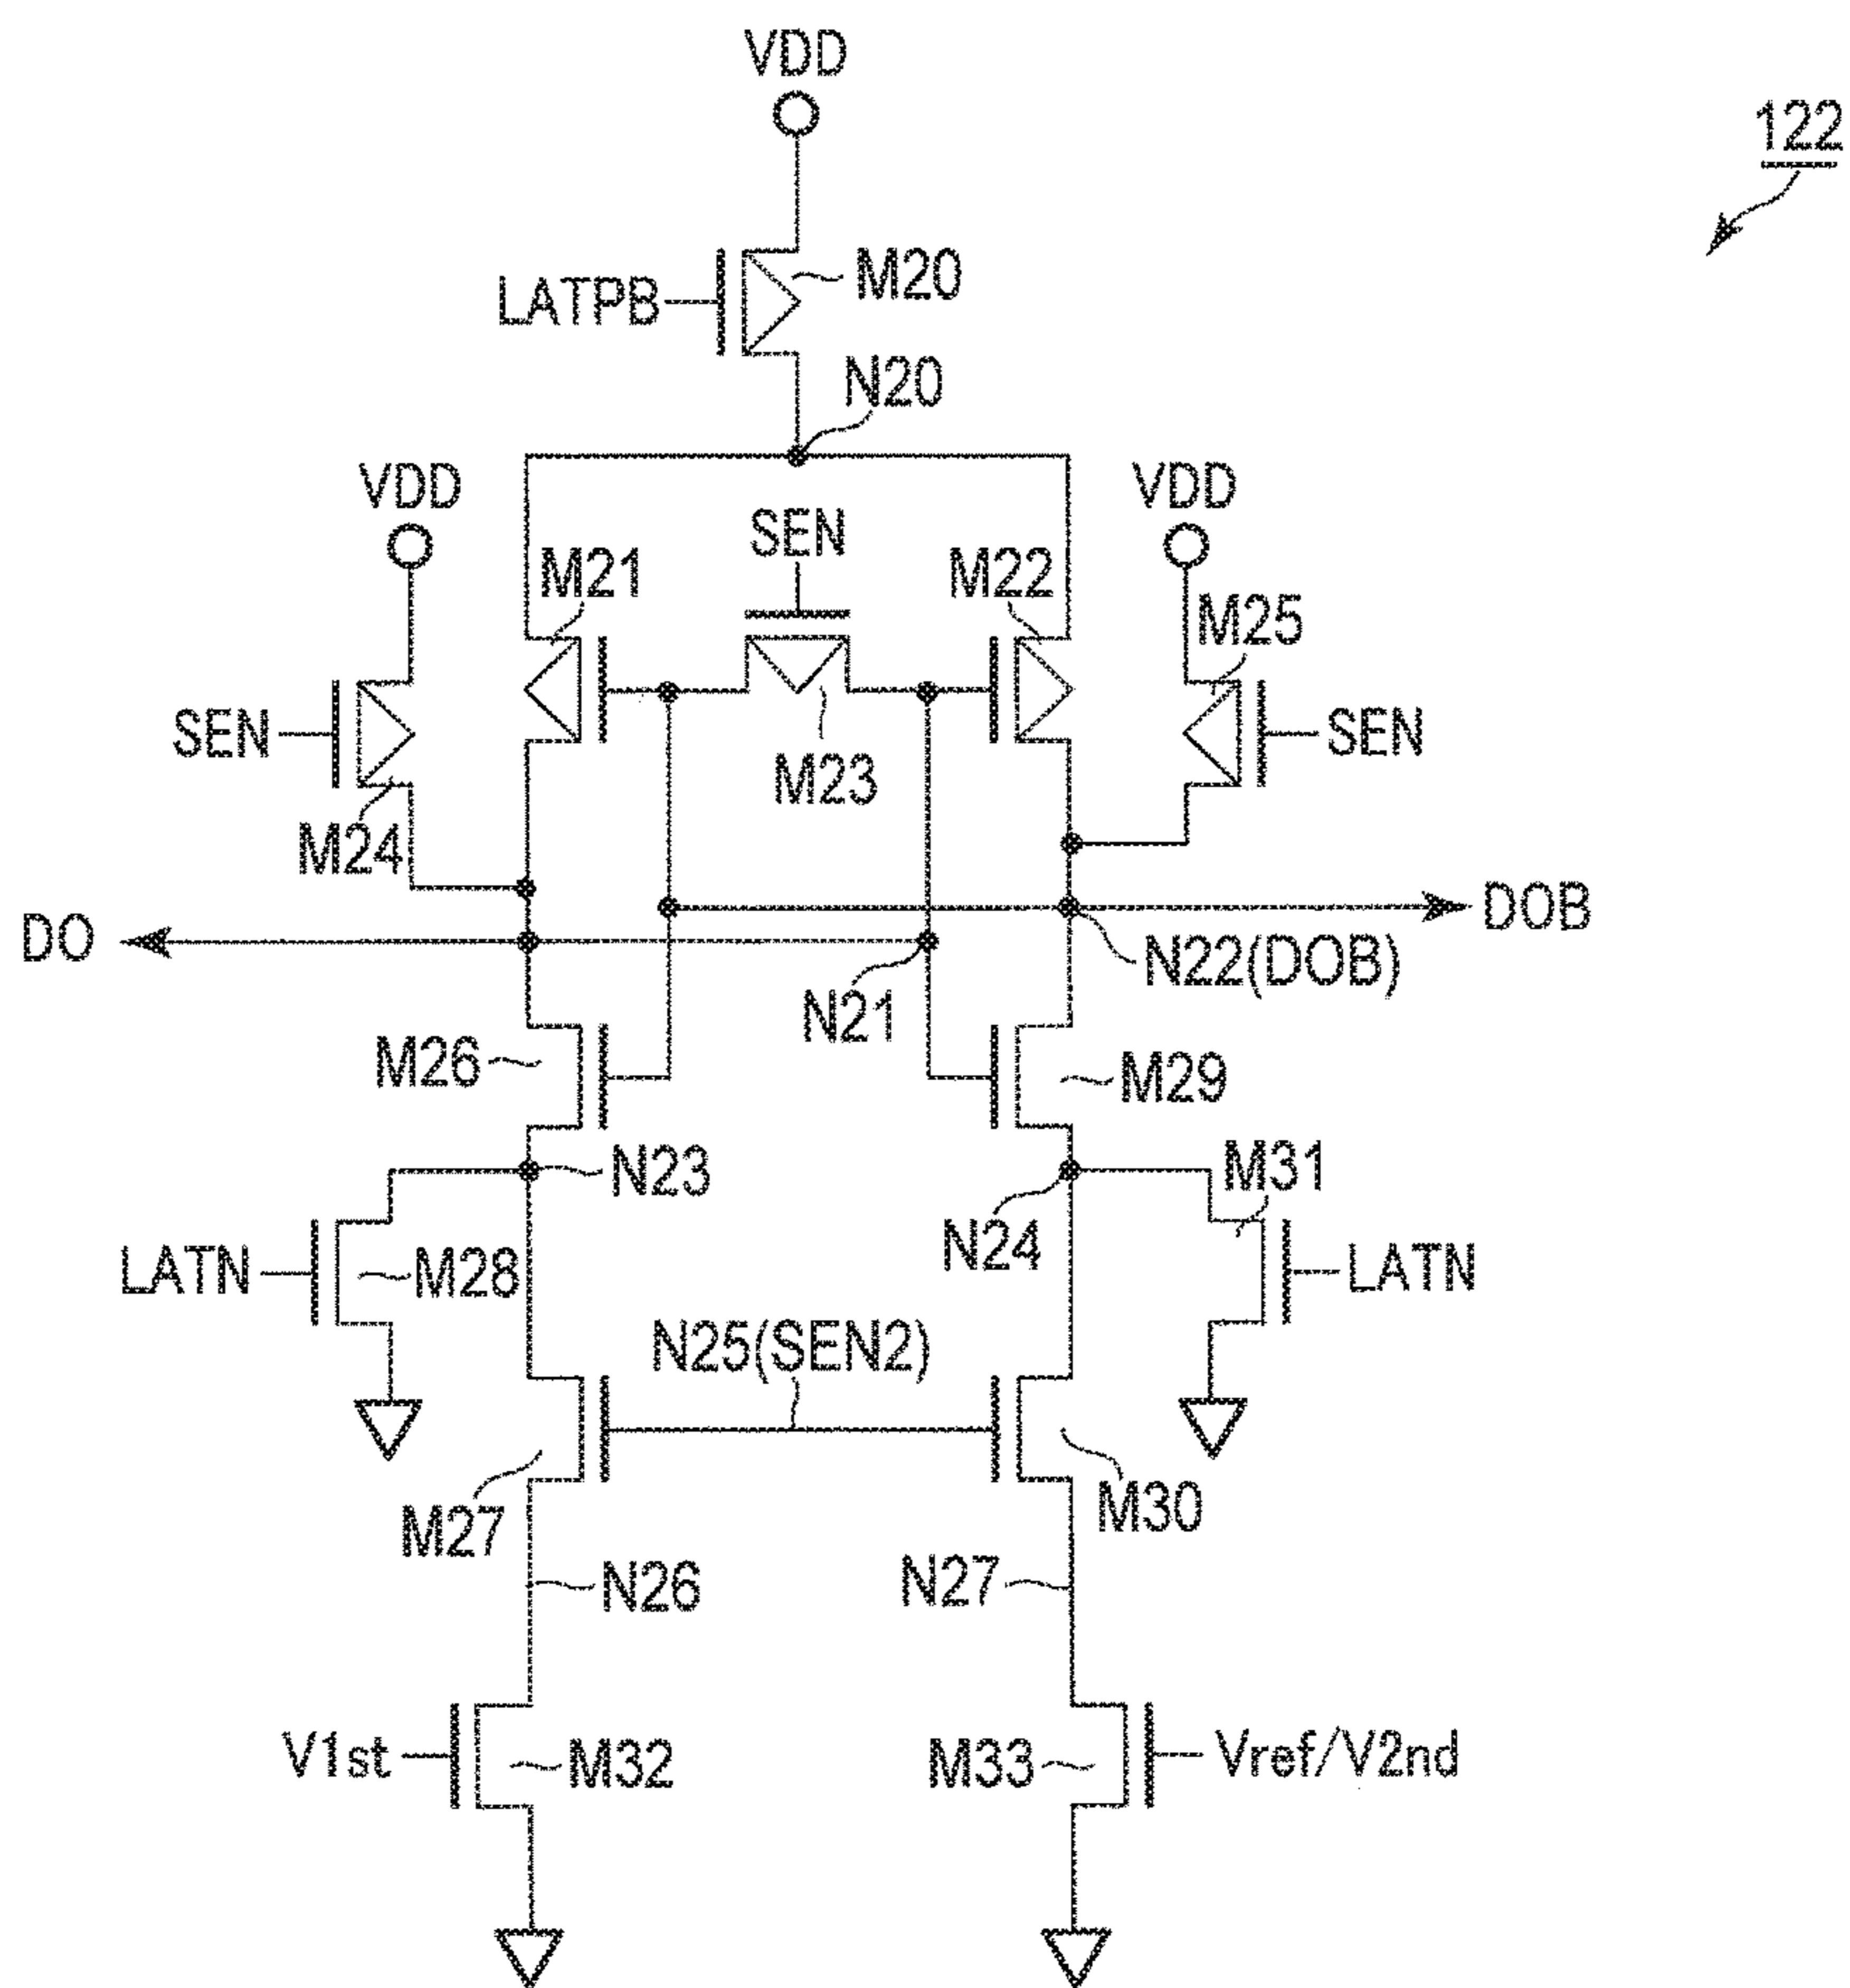 VDD
122
LATPB
M20
N20
VDD
SEN
VDD
M21
M22
M25
SEN
M23
SEN
M24
DO
DOB
N22(DOB)
N21
M26
M29
N23
M31
N24
LATN
M28
LATN
N25(SEN2)
M27
M30
N26
N27
V1st
M32
M33
Vref/V2nd